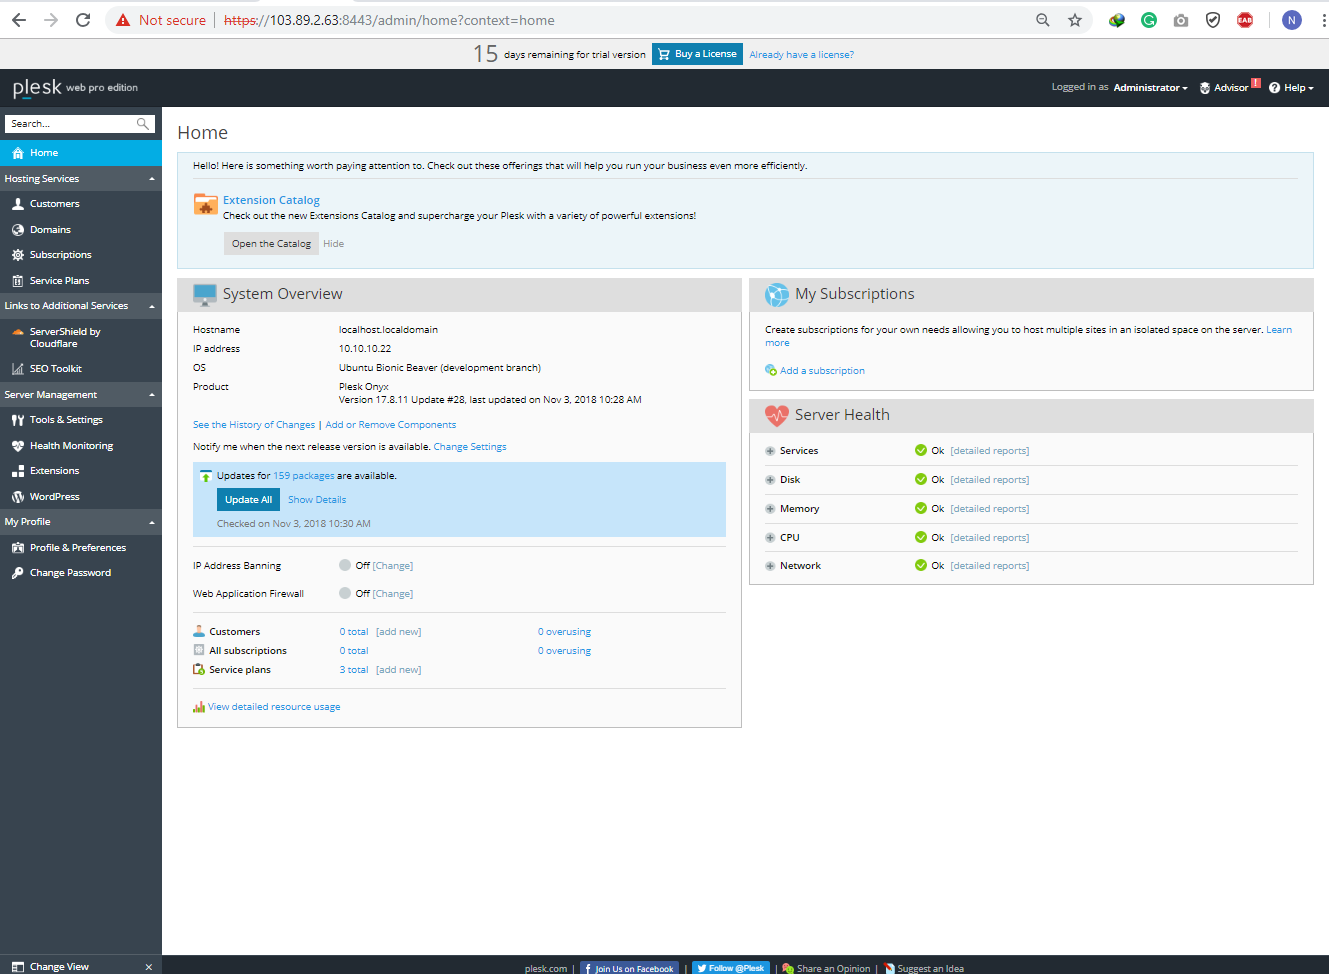 Not secure | https://103.89.2.63:8443/admin/home?context=home
N
15 days remaining for trial version Buy a License Already have a license?
plesk web pro edition
Logged in as Administrator Advisor ! Help
Search...
Home
Hosting Services
Customers
Domains
Subscriptions
Service Plans
Links to Additional Services
ServerShield by
Cloudflare
SEO Toolkit
Server Management
Tools & Settings
Health Monitoring
Extensions
WordPress
My Profile
Profile & Preferences
Change Password
Change View
Home
Hello! Here is something worth paying attention to. Check out these offerings that will help you run your business even more efficiently.
Extension Catalog
Check out the new Extensions Catalog and supercharge your Plesk with a variety of powerful extensions!
Open the Catalog Hide
System Overview
Hostname localhost.localdomain
IP address 10.10.10.22
OS Ubuntu Bionic Beaver (development branch)
Product Plesk Onyx
Version 17.8.11 Update #28, last updated on Nov 3, 2018 10:28 AM
See the History of Changes | Add or Remove Components
Notify me when the next release version is available. Change Settings
Updates for 159 packages are available.
Update All Show Details
Checked on Nov 3, 2018 10:30 AM
IP Address Banning Off [Change]
Web Application Firewall Off [Change]
Customers 0 total [add new] 0 overusing
All subscriptions 0 total 0 overusing
Service plans 3 total [add new]
View detailed resource usage
My Subscriptions
Create subscriptions for your own needs allowing you to host multiple sites in an isolated space on the server. Learn
more
Add a subscription
Server Health
Services Ok [detailed reports]
Disk Ok [detailed reports]
Memory Ok [detailed reports]
CPU Ok [detailed reports]
Network Ok [detailed reports]
plesk.com | Join Us on Facebook | Follow @Plesk | Share an Opinion | Suggest an Idea